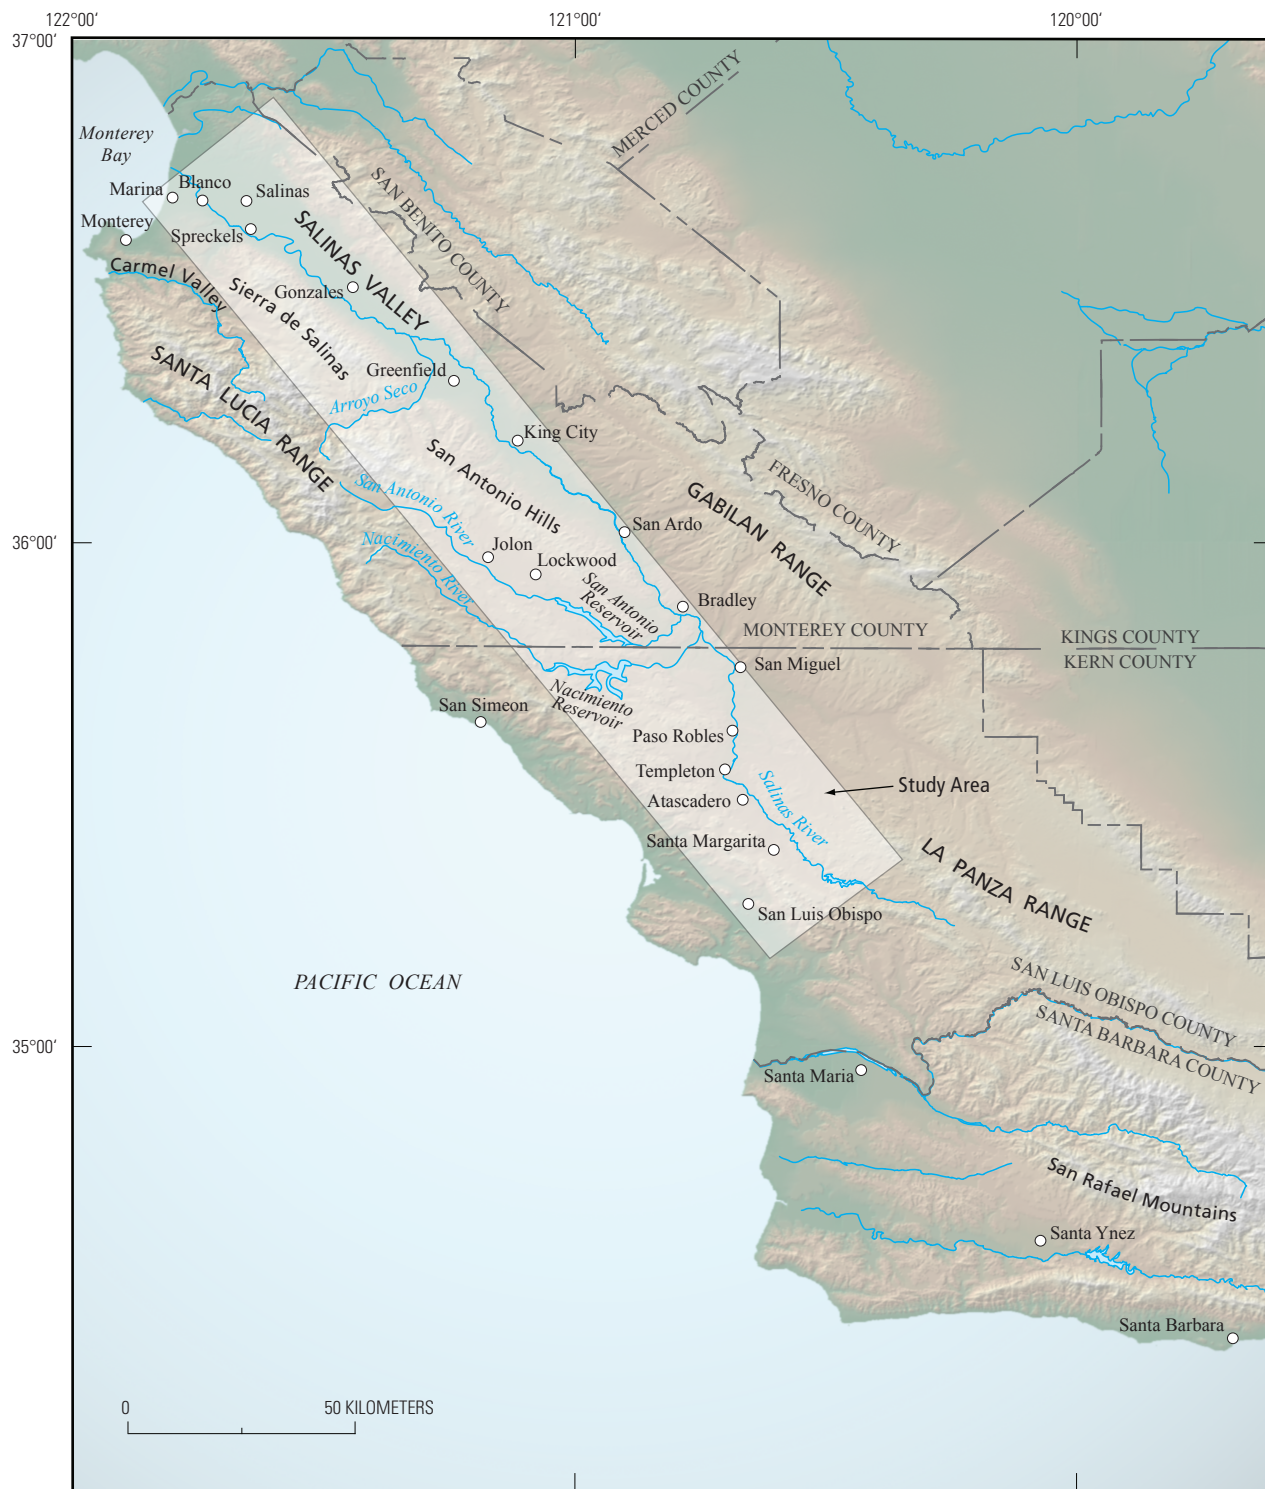 122°00′
121°00′
120°00′
37°00′
MERCED COUNTY
Monterey
Bay
SAN BENITO COUNTY
Marina
Blanco
Salinas
Monterey
Spreckels
SALINAS VALLEY
Carmel Valley
Sierra de Salinas
Gonzales
SANTA LUCIA RANGE
Greenfield
Arroyo Seco
King City
San Antonio Hills
FRESNO COUNTY
GABILAN RANGE
San Antonio River
San Ardo
36°00′
Nacimiento River
Jolon
Lockwood
San Antonio
Reservoir
Bradley
MONTEREY COUNTY
KINGS COUNTY
KERN COUNTY
San Miguel
Nacimiento
Reservoir
San Simeon
Paso Robles
Templeton
Salinas River
Study Area
Atascadero
Santa Margarita
LA PANZA RANGE
San Luis Obispo
PACIFIC OCEAN
SAN LUIS OBISPO COUNTY
SANTA BARBARA COUNTY
35°00′
Santa Maria
San Rafael Mountains
Santa Ynez
Santa Barbara
0
50 KILOMETERS